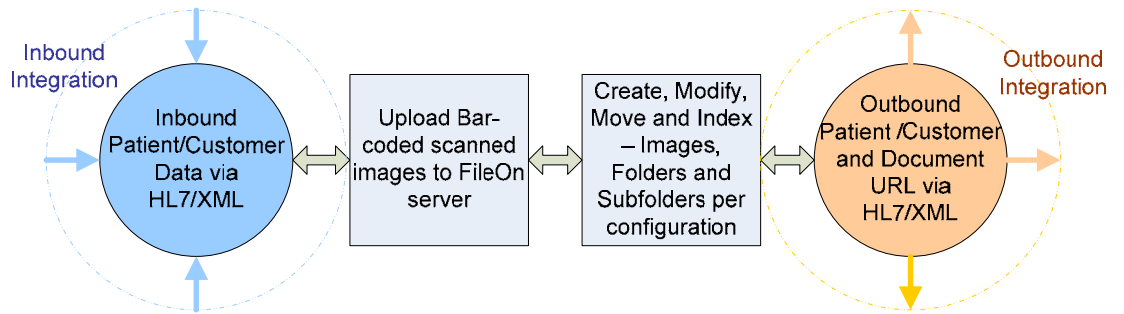 Inbound
Integration
Inbound
Patient/Customer
Data via
HL7/XML
Upload Bar–
coded scanned
images to FileOn
server
Create, Modify,
Move and Index
– Images,
Folders and
Subfolders per
configuration
Outbound
Patient /Customer
and Document
URL via
HL7/XML
Outbound
Integration